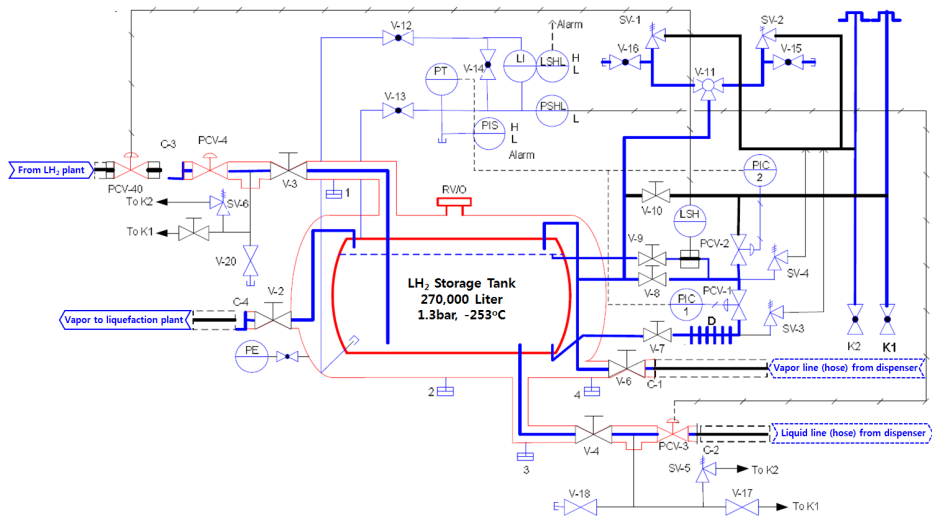 V-12
Alarm
SV-1
SV-2
V-16
V-15
V-14
LI
LSHL
H
L
PT
V-11
V-13
PSHL
L
PIS
H
L
Alarm
C-3
PCV-4
From LH2 plant
PCV-40
V-3
1
PIC
2
To K2
SV-6
RV/O
V-10
LSH
To K1
V-9
PCV-2
V-20
SV-4
LH2 Storage Tank
270,000 Liter
1.3bar, -253oC
V-8
V-2
C-4
PIC
1
PCV-1
Vapor to liquefaction plant
D
SV-3
V-7
K2
K1
PE
V-6
C-1
Vapor line (hose) from dispenser
2
4
Liquid line (hose) from dispenser
V-4
PCV-3
C-2
3
SV-5
To K2
V-18
V-17
To K1